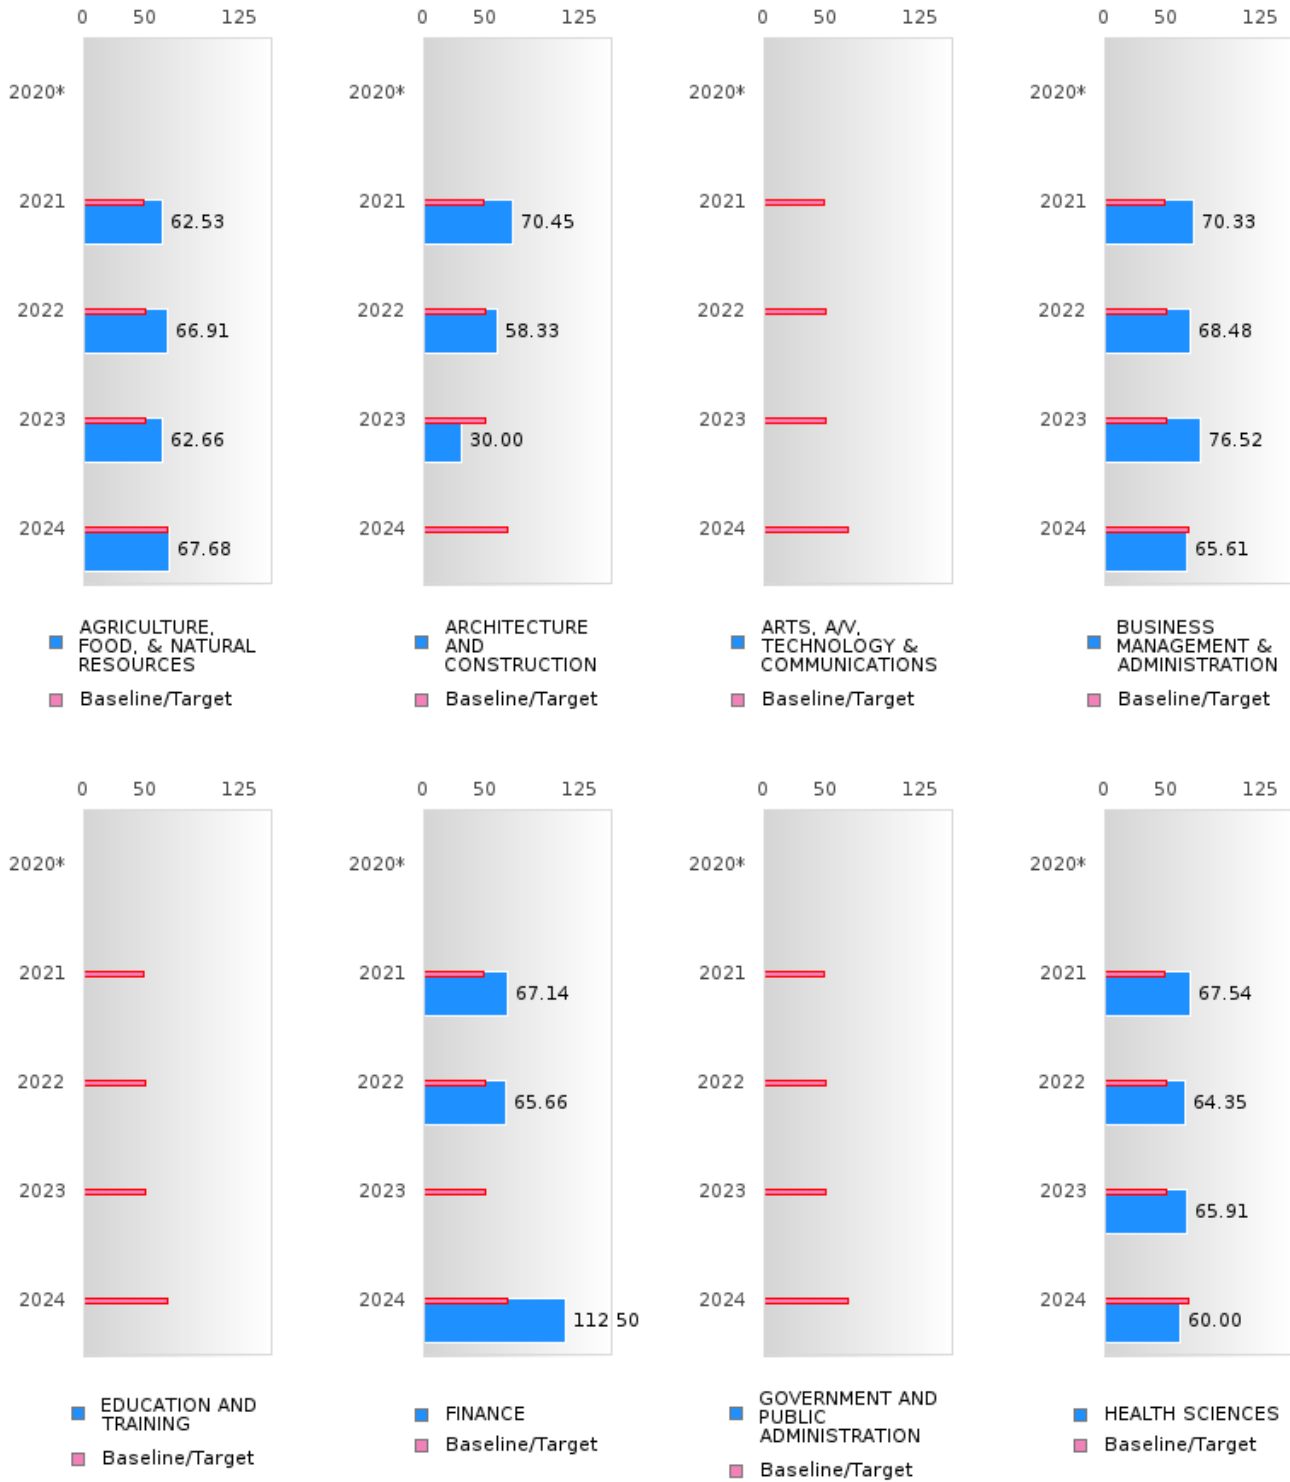 0 50 125
2020*
2021
62.53
2022
66.91
2023
62.66
2024
67.68
AGRICULTURE,
FOOD, & NATURAL
RESOURCES
Baseline/Target
0 50 125
2020*
2021
70.45
2022
58.33
2023
30.00
2024
ARCHITECTURE
AND
CONSTRUCTION
Baseline/Target
0 50 125
2020*
2021
2022
2023
2024
ARTS, A/V,
TECHNOLOGY &
COMMUNICATIONS
Baseline/Target
0 50 125
2020*
2021
70.33
2022
68.48
2023
76.52
2024
65.61
BUSINESS
MANAGEMENT &
ADMINISTRATION
Baseline/Target
0 50 125
2020*
2021
2022
2023
2024
EDUCATION AND
TRAINING
Baseline/Target
0 50 125
2020*
2021
67.14
2022
65.66
2023
2024
112.50
FINANCE
Baseline/Target
0 50 125
2020*
2021
2022
2023
2024
GOVERNMENT AND
PUBLIC
ADMINISTRATION
Baseline/Target
0 50 125
2020*
2021
67.54
2022
64.35
2023
65.91
2024
60.00
HEALTH SCIENCES
Baseline/Target